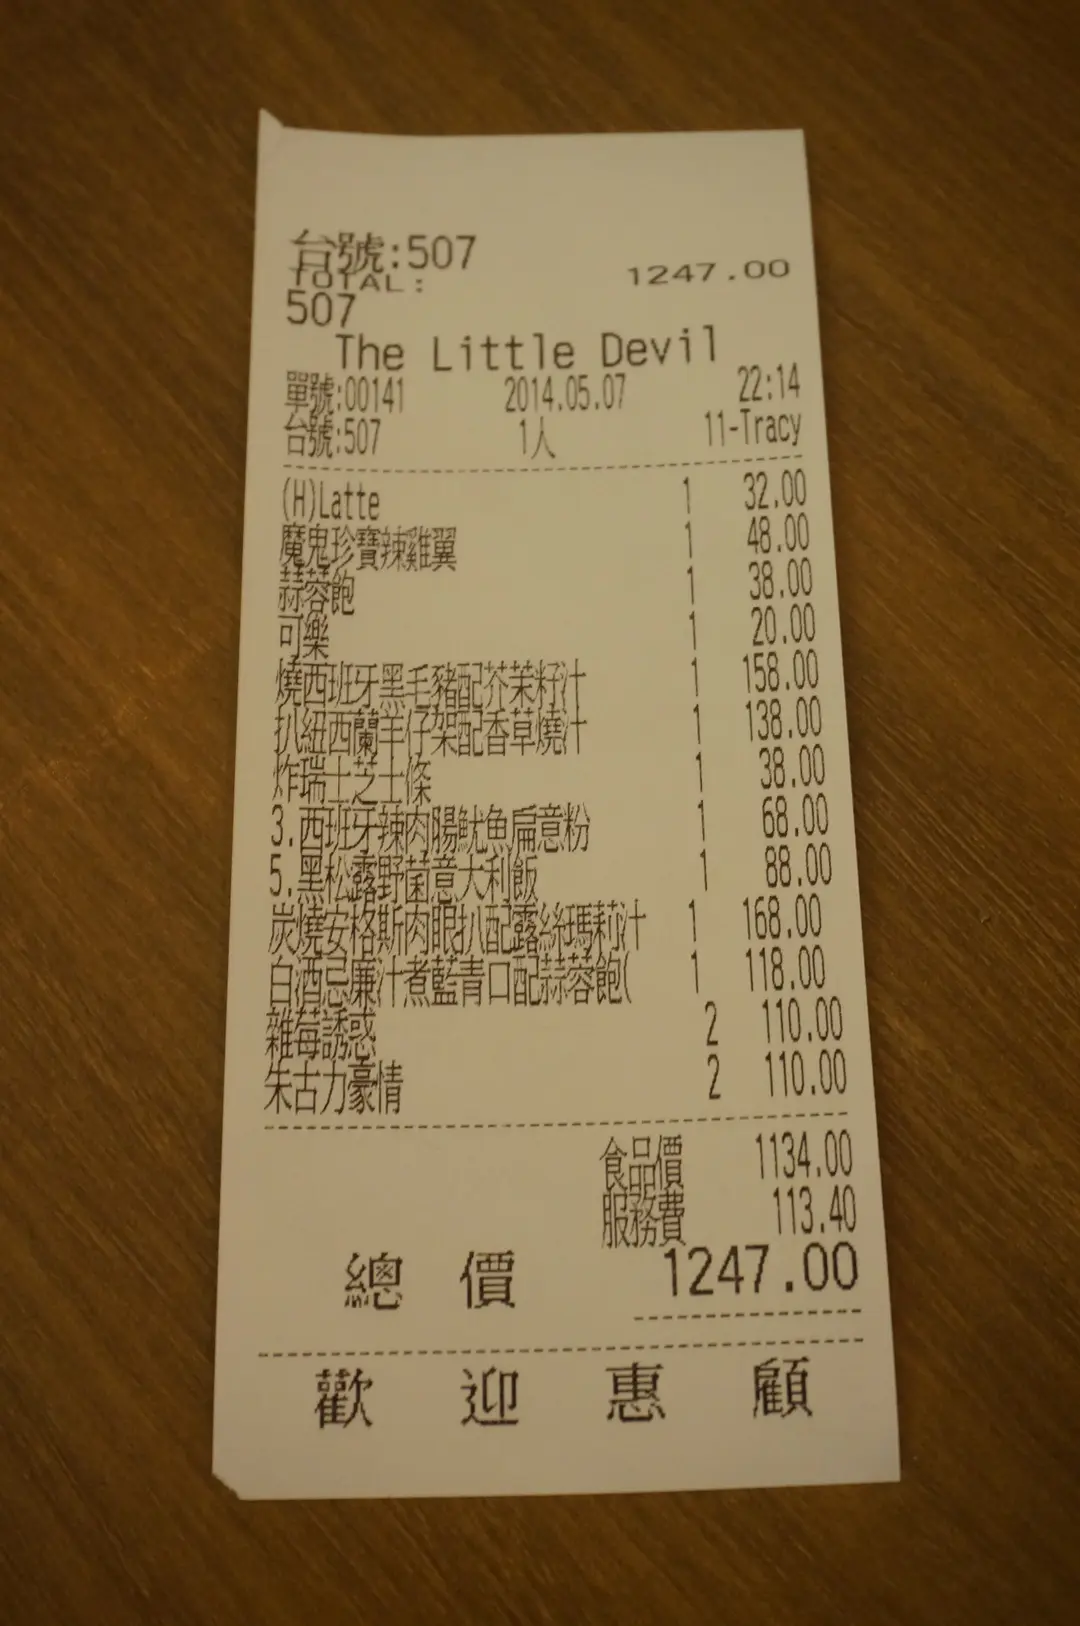 台號:507
TOTAL: 1247.00
507
The Little Devil
單號:00141 2014.05.07 22:14
台號:507 1人 11-Tracy
(H)Latte 1 32.00
魔鬼珍寶辣雞翼 1 48.00
蒜蓉飽 1 38.00
可樂 1 20.00
燒西班牙黑毛豬配芥茉籽汁 1 158.00
扒紐西蘭羊仔架配香草燒汁 1 138.00
炸瑞士芝士條 1 38.00
3.西班牙辣肉腸魷魚扁意粉 1 68.00
5.黑松露野菌意大利飯 1 88.00
炭燒安格斯肉眼扒配露絲瑪莉汁 1 168.00
白酒忌廉汁煮藍青口配蒜蓉飽( 1 118.00
雜莓誘惑 2 110.00
朱古力豪情 2 110.00
食品價 1134.00
服務費 113.40
總價 1247.00
歡迎惠顧